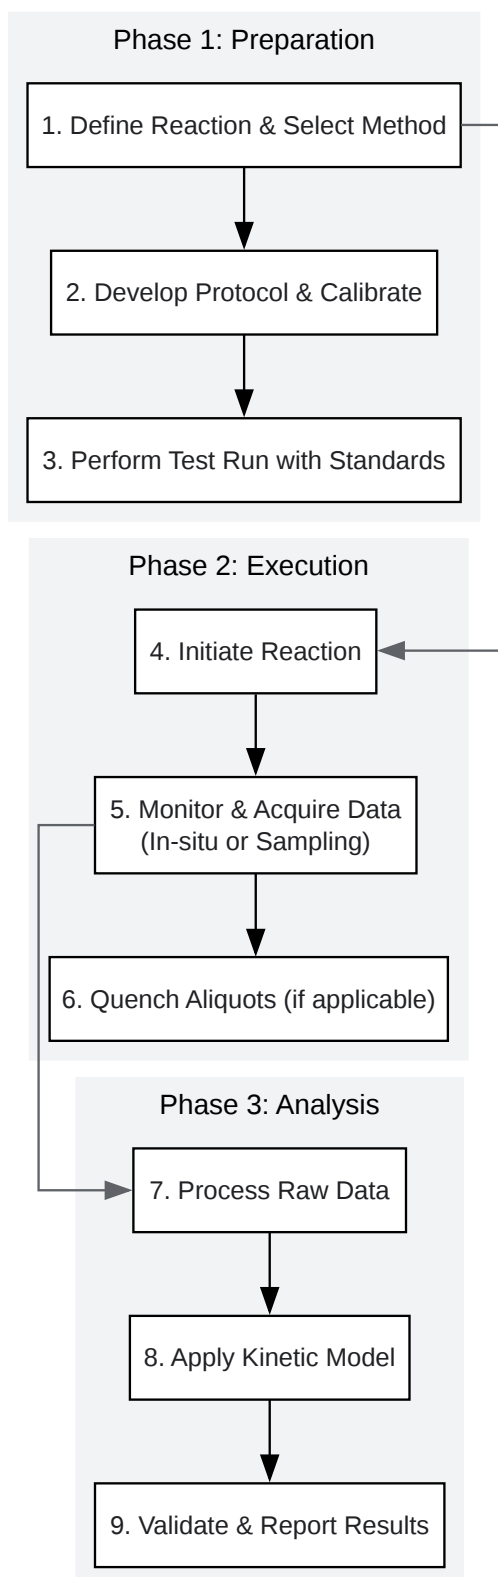 Phase 1: Preparation
1. Define Reaction & Select Method
2. Develop Protocol & Calibrate
3. Perform Test Run with Standards
Phase 2: Execution
4. Initiate Reaction
5. Monitor & Acquire Data
(In-situ or Sampling)
6. Quench Aliquots (if applicable)
Phase 3: Analysis
7. Process Raw Data
8. Apply Kinetic Model
9. Validate & Report Results